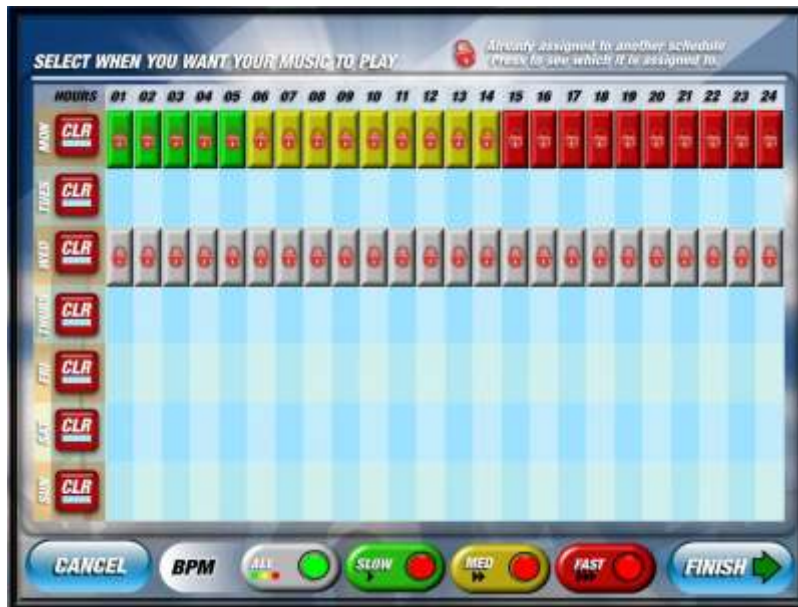 SELECT WHEN YOU WANT YOUR MUSIC TO PLAY
Already assigned to another schedule
Press to see which it is assigned to.
HOURS 01 02 03 04 05 06 07 08 09 10 11 12 13 14 15 16 17 18 19 20 21 22 23 24
MON CLR
TUES CLR
WED CLR
THURS CLR
FRI CLR
SAT CLR
SUN CLR
CANCEL BPM ALL SLOW MED FAST FINISH